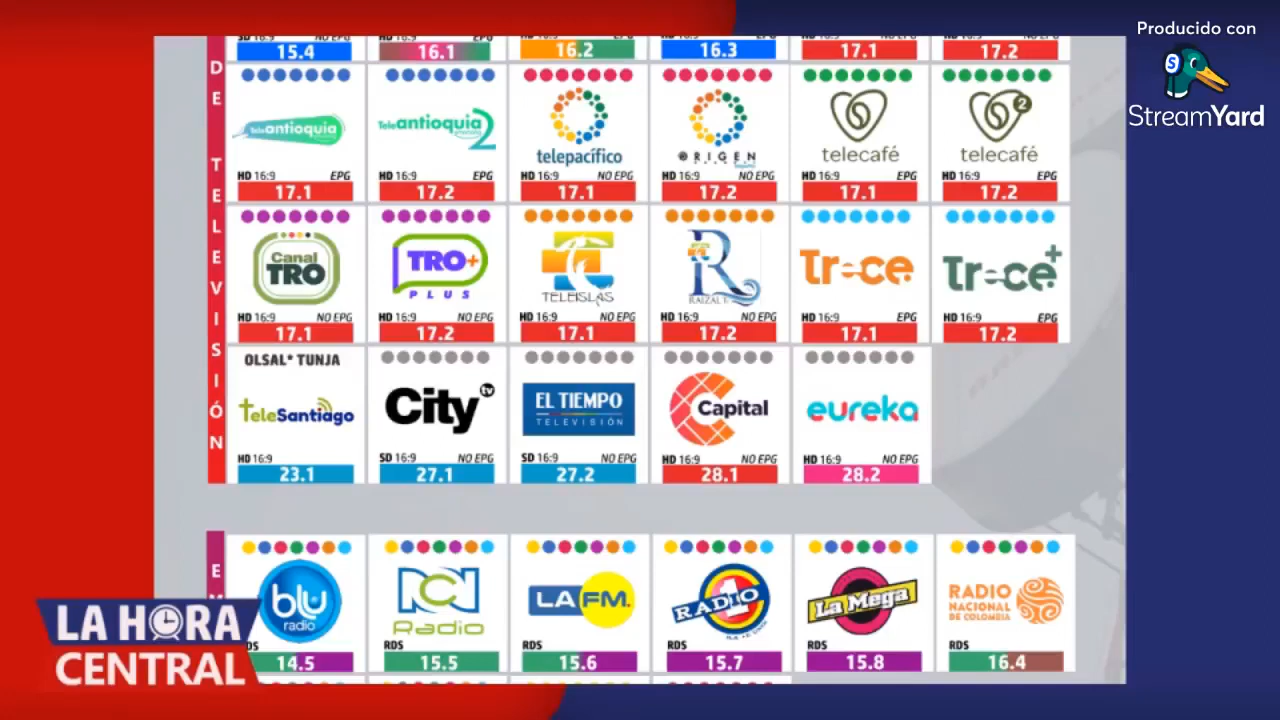 Producido con
StreamYard
DE TELEVISIÓN
SD 16:9 NO EPG
15.4
16.1
16.2
16.3
17.1
17.2
Teleantioquia
HD 16:9 EPG
17.1
Teleantioquia 2
HD 16:9 EPG
17.2
telepacífico
HD 16:9 NO EPG
17.1
ORIGEN
HD 16:9 NO EPG
17.2
telecafé
HD 16:9 EPG
17.1
2
telecafé
HD 16:9 EPG
17.2
Canal
TRO
HD 16:9 NO EPG
17.1
TRO+
PLUS
HD 16:9 NO EPG
17.2
TELEISLAS
HD 16:9 NO EPG
17.1
R
RAIZAL
HD 16:9 NO EPG
17.2
Trece
HD 16:9 EPG
17.1
Trece+
HD 16:9 EPG
17.2
OLSAL* TUNJA
teleSantiago
HD 16:9
23.1
City tv
SD 16:9 NO EPG
27.1
EL TIEMPO
TELEVISIÓN
SD 16:9 NO EPG
27.2
Capital
HD 16:9 NO EPG
28.1
eureka
HD 16:9 NO EPG
28.2
E
blu
radio
RDS
14.5
RCN
Radio
RDS
15.5
LA FM.
RDS
15.6
RADIO 1
RDS
15.7
La Mega
RDS
15.8
RADIO
NACIONAL
DE COLOMBIA
RDS
16.4
LA HORA
CENTRAL